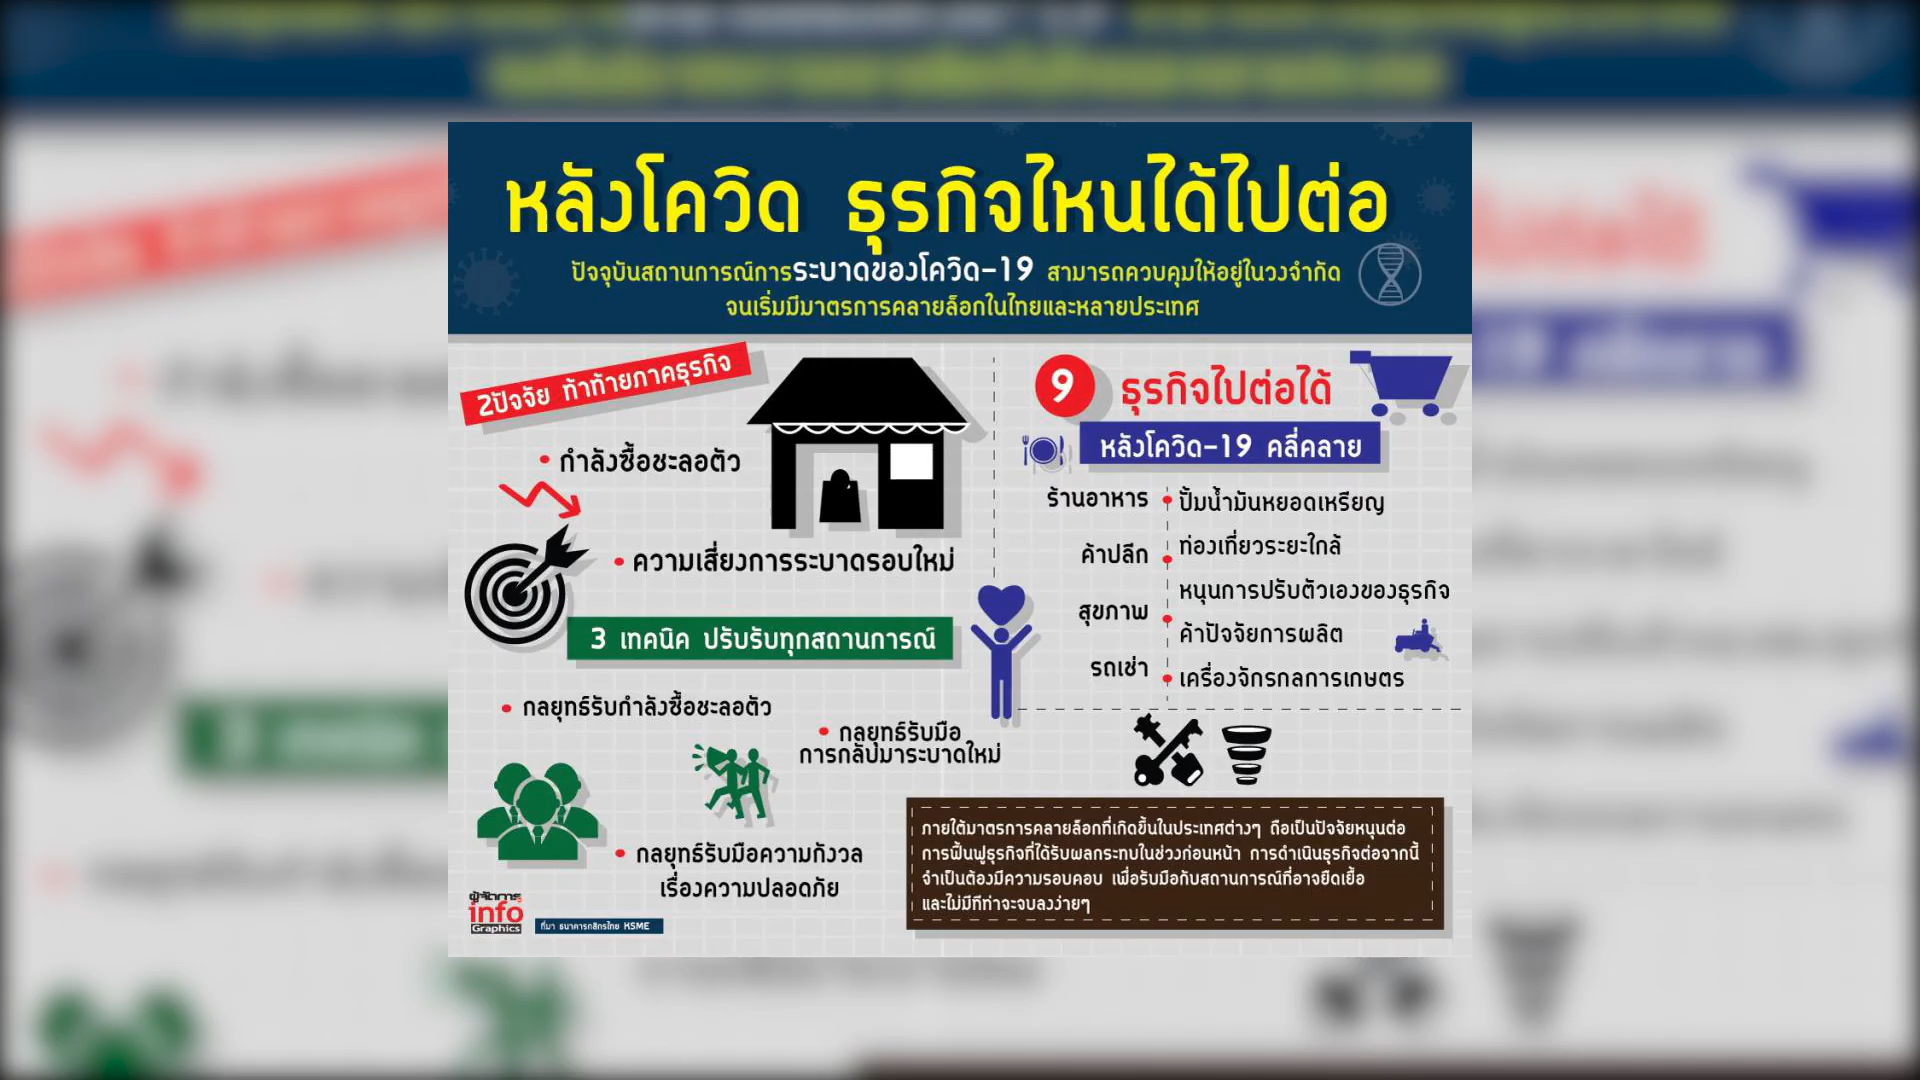 หลังโควิด ธุรกิจไหนได้ไปต่อ
ปัจจุบันสถานการณ์การระบาดของโควิด-19 สามารถควบคุมให้อยู่ในวงจำกัด
จนเริ่มมีมาตรการคลายล็อกในไทยและหลายประเทศ
2ปัจจัย ท้าท้ายภาคธุรกิจ
• กำลังซื้อชะลอตัว
• ความเสี่ยงการระบาดรอบใหม่
3 เทคนิค ปรับรับทุกสถานการณ์
• กลยุทธ์รับกำลังซื้อชะลอตัว
• กลยุทธ์รับมือ
การกลับมาระบาดใหม่
• กลยุทธ์รับมือความกังวล
เรื่องความปลอดภัย
9 ธุรกิจไปต่อได้
หลังโควิด-19 คลี่คลาย
ร้านอาหาร
ค้าปลีก
สุขภาพ
รถเช่า
• ปั้มน้ำมันหยอดเหรียญ
• ท่องเที่ยวระยะใกล้
หนุนการปรับตัวเองของธุรกิจ
• ค้าปัจจัยการผลิต
• เครื่องจักรกลการเกษตร
ภายใต้มาตรการคลายล็อกที่เกิดขึ้นในประเทศต่างๆ ถือเป็นปัจจัยหนุนต่อ
การฟื้นฟูธุรกิจที่ได้รับผลกระทบในช่วงก่อนหน้า การดำเนินธุรกิจต่อจากนี้
จำเป็นต้องมีความรอบคอบ เพื่อรับมือกับสถานการณ์ที่อาจยืดเยื้อ
และไม่มีทีท่าจะจบลงง่ายๆ
ผู้จัดการ
info
Graphics
ที่มา ธนาคารกสิกรไทย KSME